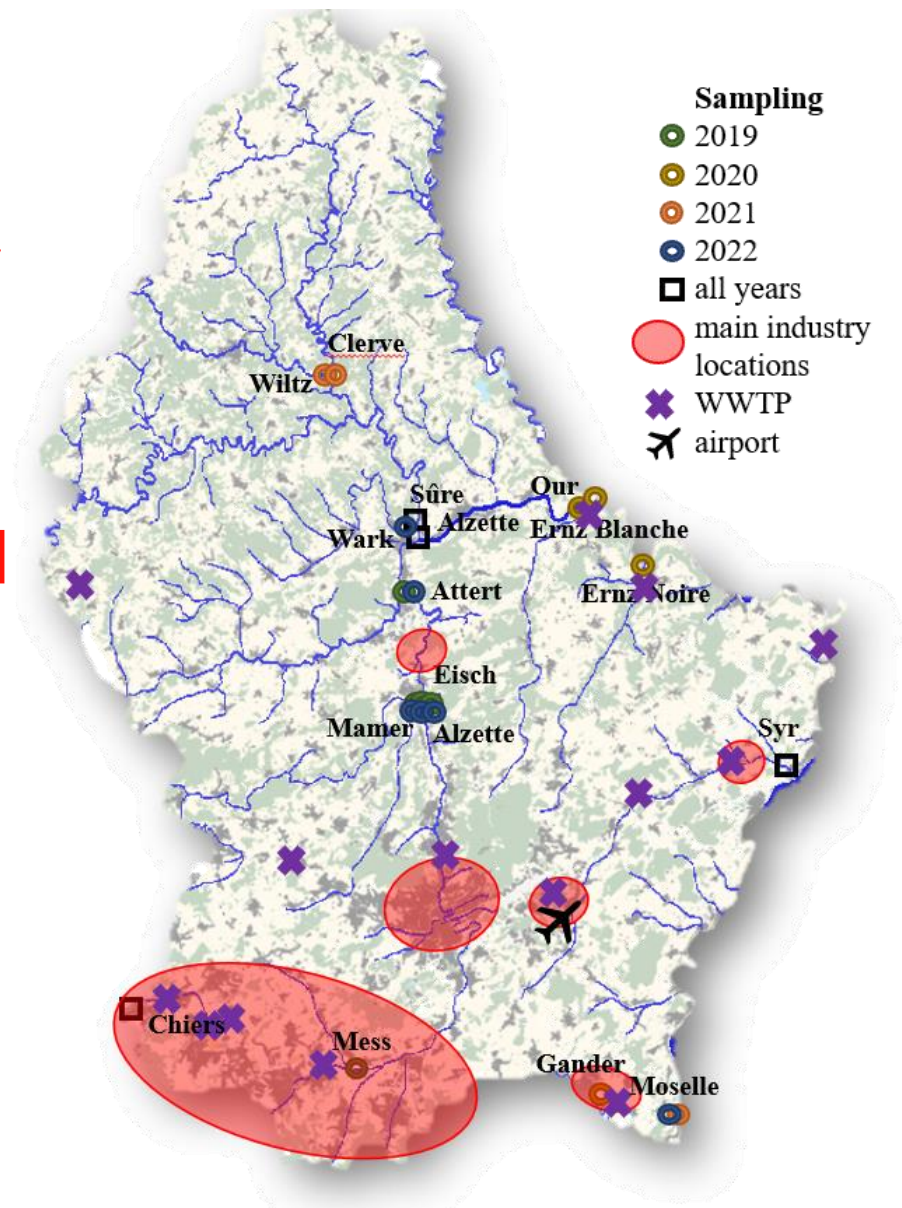 Sampling
2019
2020
2021
2022
all years
main industry
locations
WWTP
airport
Clerve
Wiltz
Our
Sûre
Alzette
Ernz Blanche
Wark
Attert
Ernz Noire
Eisch
Mamer
Alzette
Syr
Chiers
Mess
Gander
Moselle